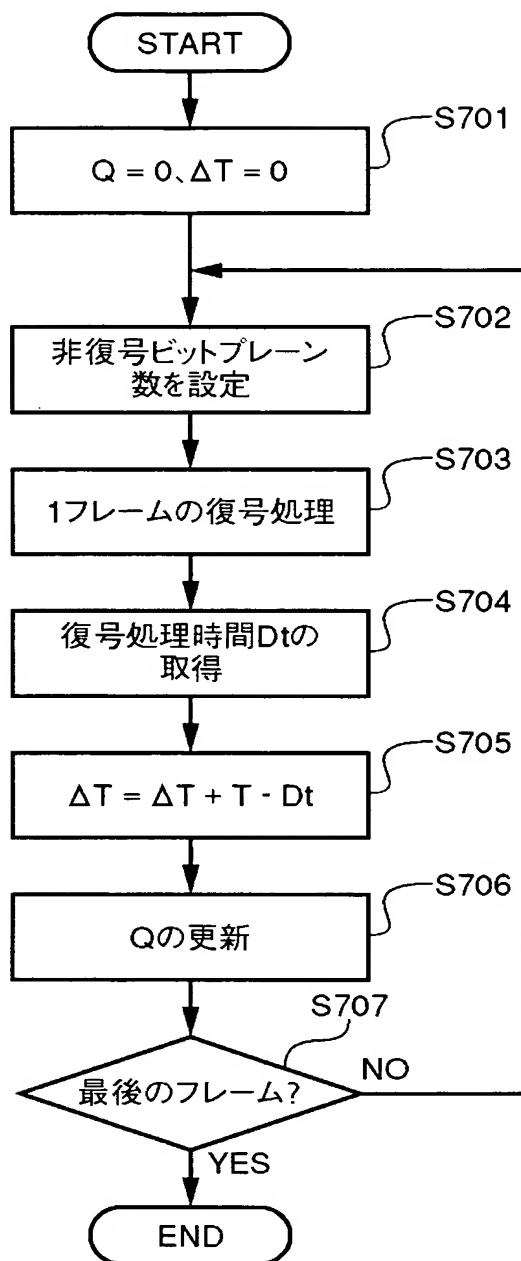 START
S701
Q = 0、ΔT = 0
S702
非復号ビットプレーン
数を設定
S703
1フレームの復号処理
S704
復号処理時間Dtの
取得
S705
ΔT = ΔT + T - Dt
S706
Qの更新
S707
最後のフレーム?
NO
YES
END